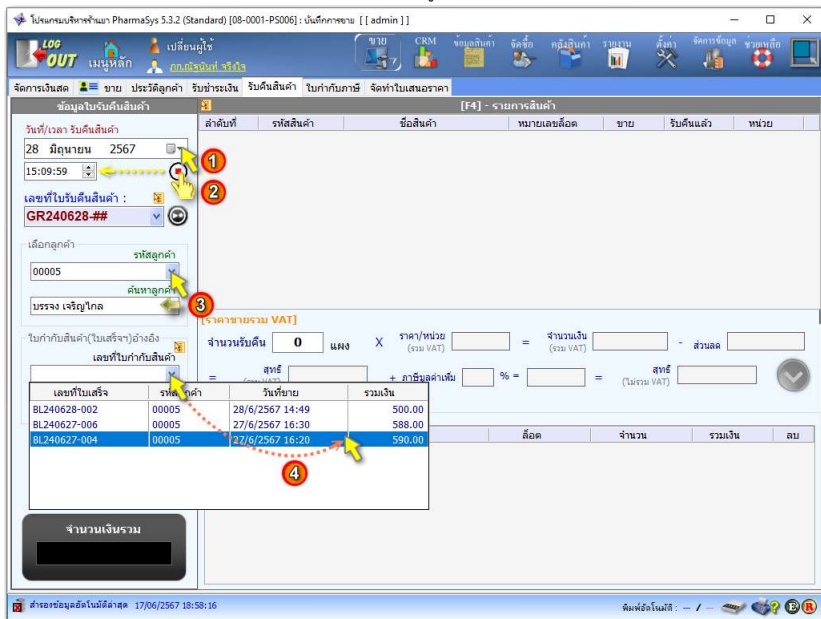 โปรแกรมบริหารร้านยา PharmaSys 5.3.2 (Standard) [08-0001-PS006] : บันทึกการขาย [[ admin ]]
LOG OUT เมนูหลัก เปลี่ยนผู้ใช้ ขาย CRM ข้อมูลสินค้า จัดซื้อ คลังสินค้า รายงาน ตั้งค่า จัดการข้อมูล ช่วยเหลือ
จัดการเงินสด ขาย ประวัติลูกค้า รับชำระเงิน รับคืนสินค้า ใบกำกับภาษี จัดทำใบเสนอราคา
ข้อมูลใบรับคืนสินค้า [F4] - รายการสินค้า
ลำดับที่ รหัสสินค้า ชื่อสินค้า หมายเลขล็อต ขาย รับคืนแล้ว หน่วย
วันที่/เวลา รับคืนสินค้า
28 มิถุนายน 2567
1
15:09:59
2
เลขที่ใบรับคืนสินค้า :
GR240628-##
เลือกลูกค้า
รหัสลูกค้า
00005
ค้นหาลูกค้า
บรรจง เจริญไกล
3
[ราคาขายรวม VAT]
จำนวนรับคืน 0 แผง X ราคา/หน่วย (รวม VAT) = จำนวนเงิน (รวม VAT) - ส่วนลด
ใบกำกับสินค้า(ใบเสร็จฯ)อ้างอิง
เลขที่ใบกำกับสินค้า
= สุทธิ (รวม VAT) + ภาษีมูลค่าเพิ่ม % = = สุทธิ (ไม่รวม VAT)
เลขที่ใบเสร็จ รหัสลูกค้า วันที่ขาย รวมเงิน
BL240628-002 00005 28/6/2567 14:49 500.00
BL240627-006 00005 27/6/2567 16:30 588.00
BL240627-004 00005 27/6/2567 16:20 590.00
4
ล็อต จำนวน รวมเงิน ลบ
จำนวนเงินรวม
สำรองข้อมูลอัตโนมัติล่าสุด 17/06/2567 18:58:16 พิมพ์อัตโนมัติ : -- / -- E R